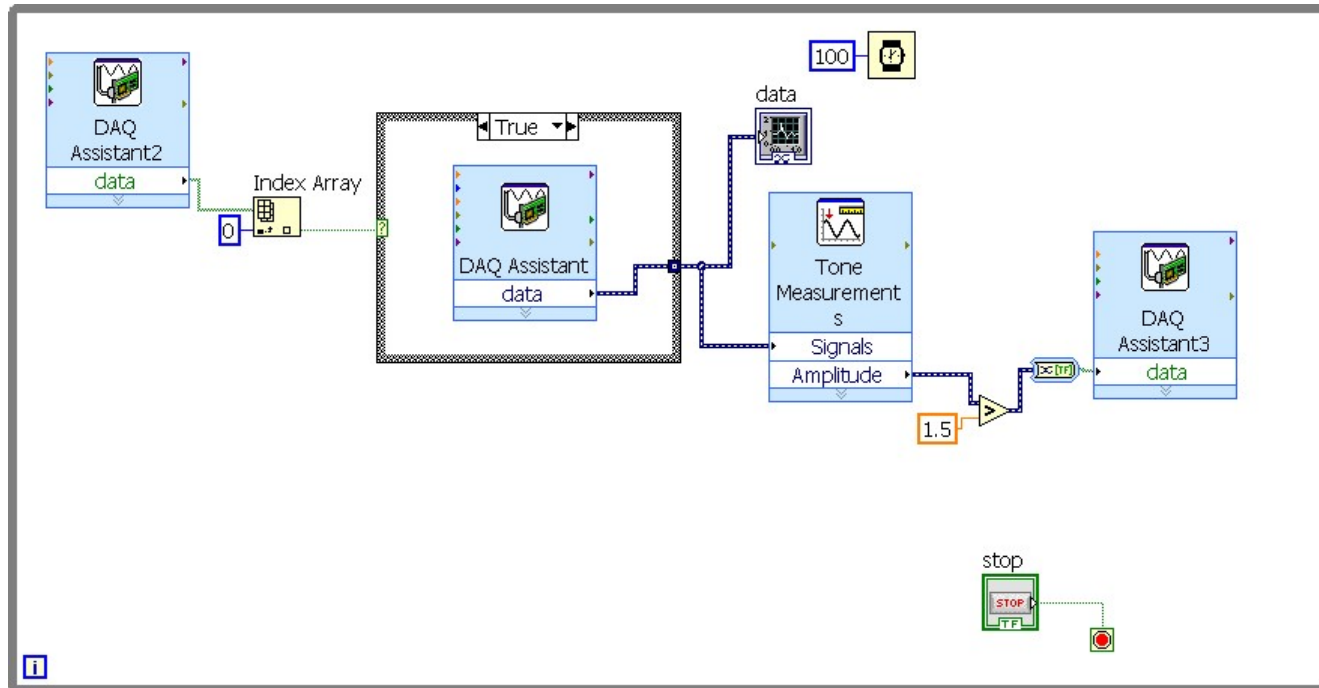 100
data
DAQ
Assistant2
data
True
Index Array
0
?
DAQ Assistant
data
Tone
Measurement
s
Signals
Amplitude
1.5
>
[TF]
DAQ
Assistant3
data
stop
STOP
TF
i